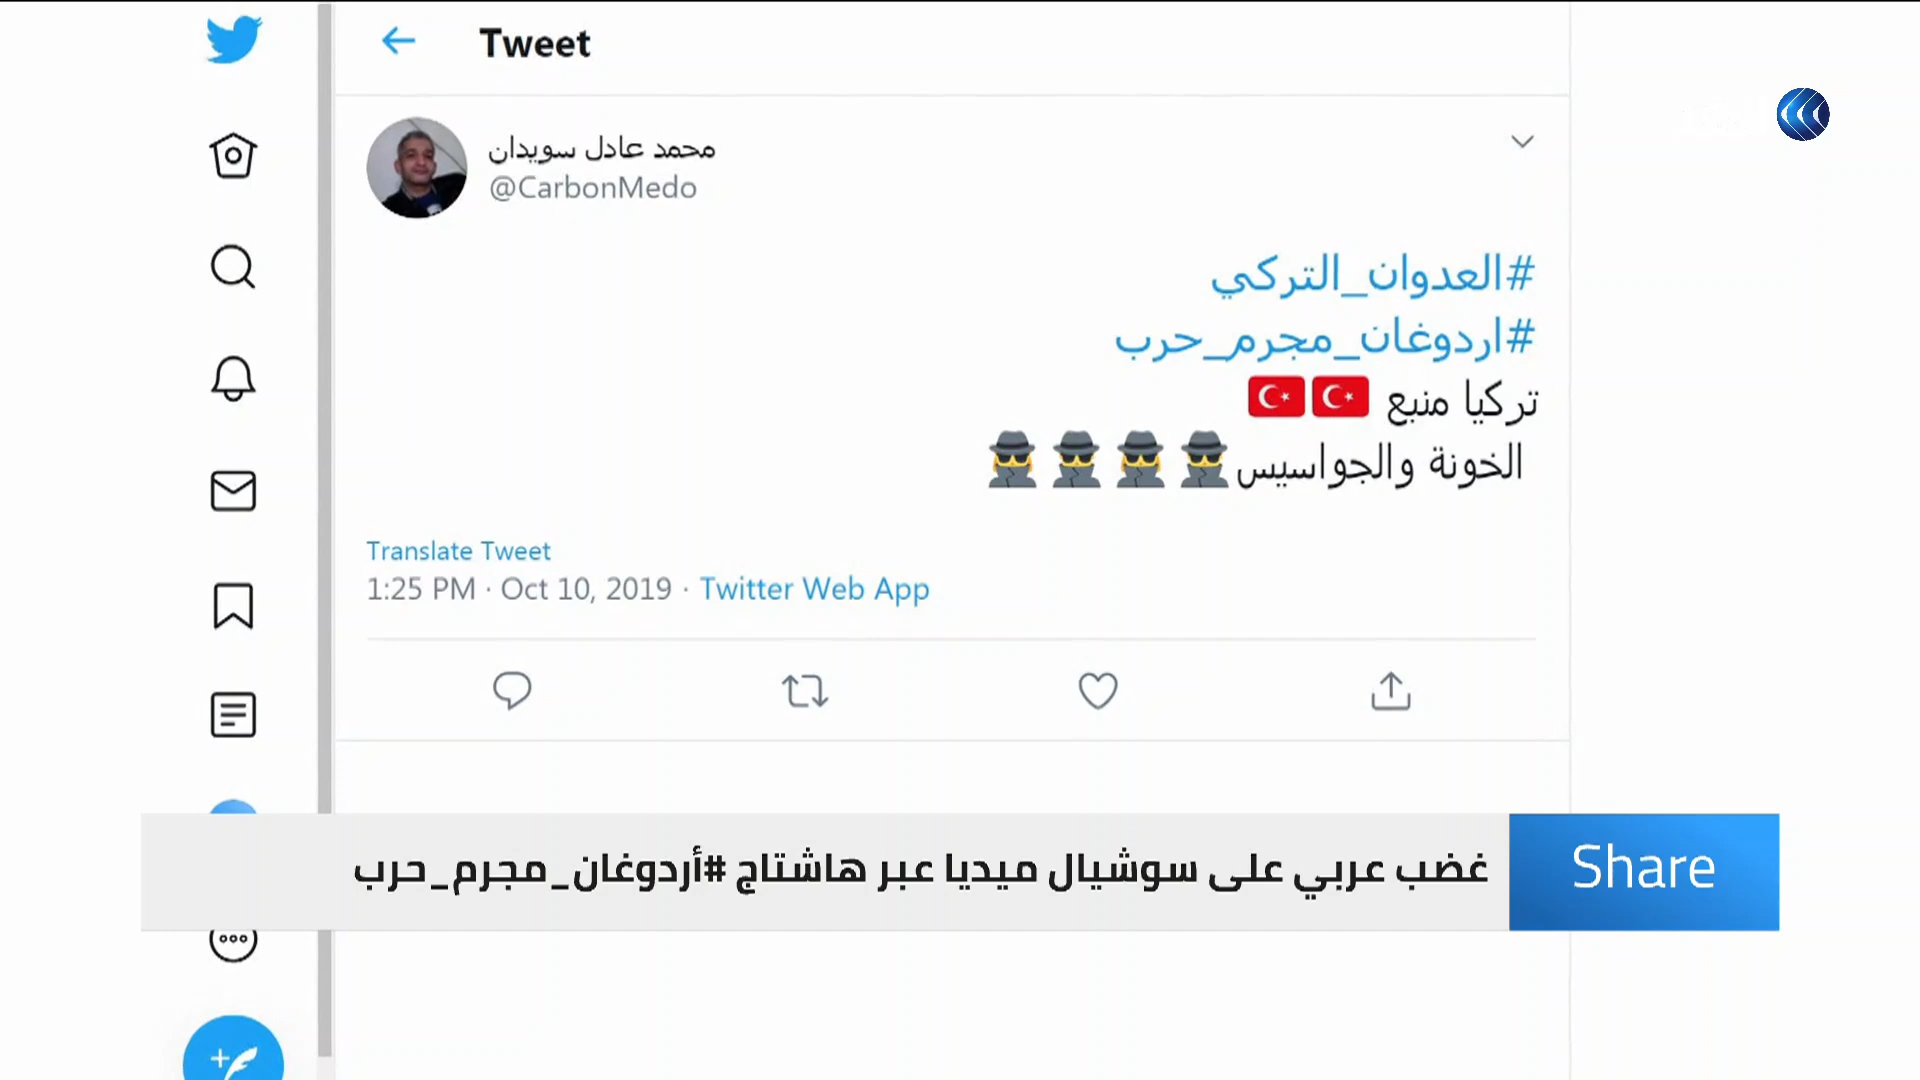 Tweet
محمد عادل سويدان
@CarbonMedo
#العدوان_التركي
#اردوغان_مجرم_حرب
تركيا منبع
الخونة والجواسيس
Translate Tweet
1:25 PM · Oct 10, 2019 · Twitter Web App
Share
غضب عربي على سوشيال ميديا عبر هاشتاج #أردوغان_مجرم_حرب